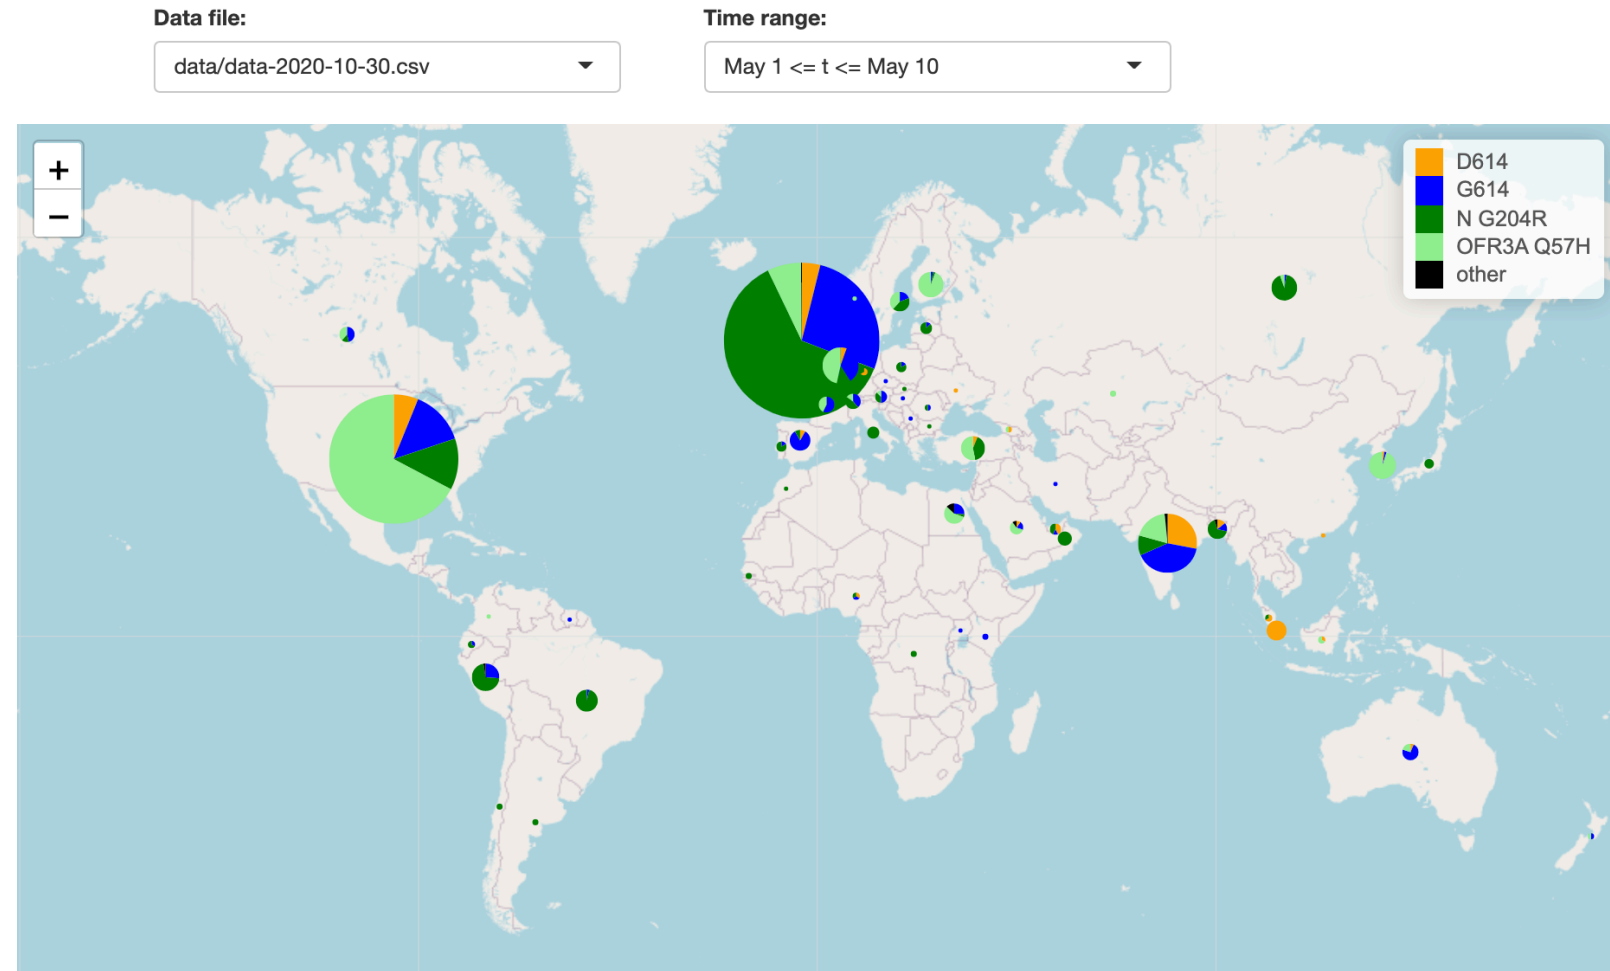 Data file:
Time range:
data/data-2020-10-30.csv
May 1 <= t <= May 10
+
−
D614
G614
N G204R
OFR3A Q57H
other